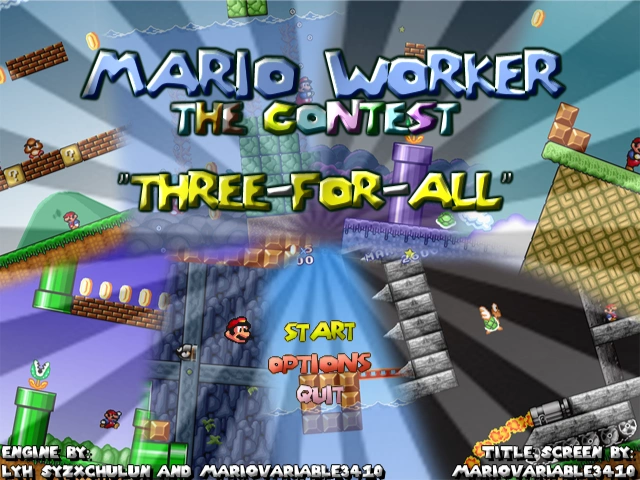 MARIO WORKER
THE CONTEST
"THREE-FOR-ALL"
START
OPTIONS
QUIT
ENGINE BY:
LYH SYZXCHULUN AND MARIOVARIABLE3410
TITLE SCREEN BY:
MARIOVARIABLE3410